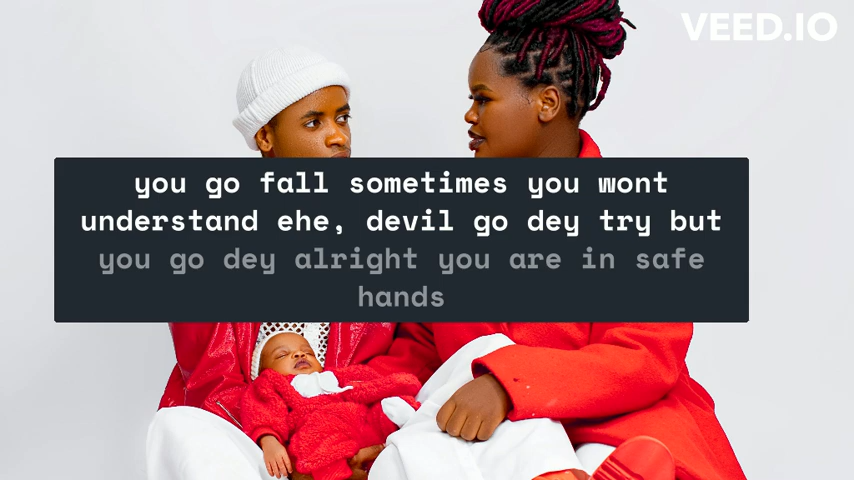 VEED.IO
you go fall sometimes you wont
understand ehe, devil go dey try but
you go dey alright you are in safe
hands